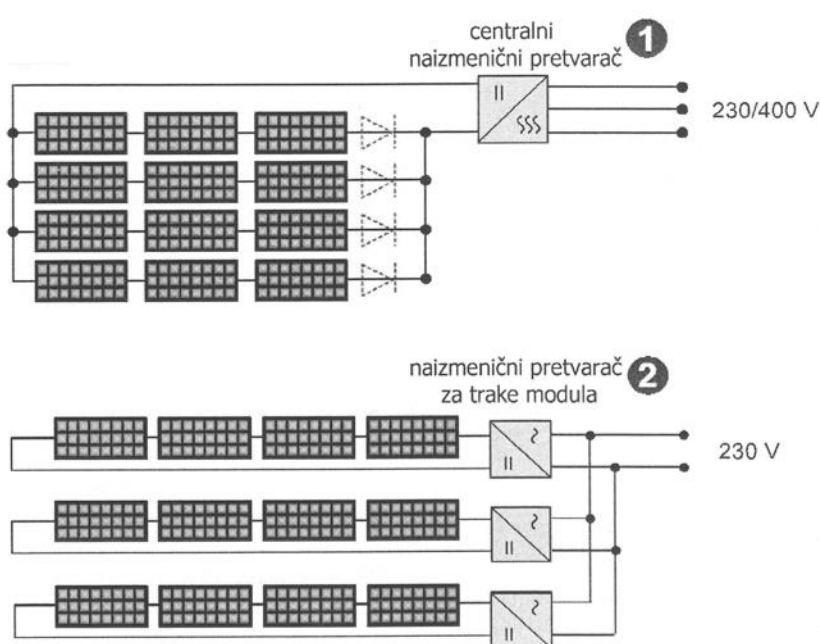 centralni
naizmenični pretvarač 1
230/400 V
naizmenični pretvarač 2
za trake modula
230 V